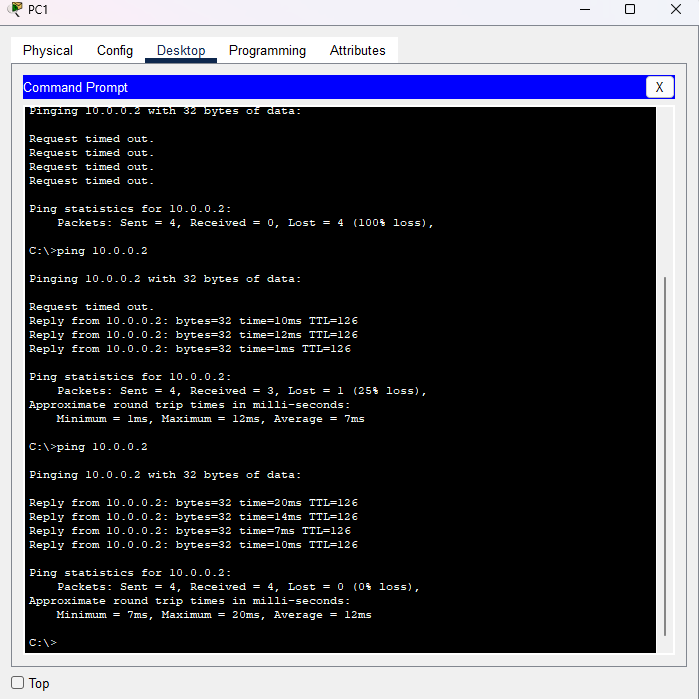 PC1
Physical Config Desktop Programming Attributes
Command Prompt X
Pinging 10.0.0.2 with 32 bytes of data:
Request timed out.
Request timed out.
Request timed out.
Request timed out.
Ping statistics for 10.0.0.2:
Packets: Sent = 4, Received = 0, Lost = 4 (100% loss),
C:\>ping 10.0.0.2
Pinging 10.0.0.2 with 32 bytes of data:
Request timed out.
Reply from 10.0.0.2: bytes=32 time=10ms TTL=126
Reply from 10.0.0.2: bytes=32 time=12ms TTL=126
Reply from 10.0.0.2: bytes=32 time=1ms TTL=126
Ping statistics for 10.0.0.2:
Packets: Sent = 4, Received = 3, Lost = 1 (25% loss),
Approximate round trip times in milli-seconds:
Minimum = 1ms, Maximum = 12ms, Average = 7ms
C:\>ping 10.0.0.2
Pinging 10.0.0.2 with 32 bytes of data:
Reply from 10.0.0.2: bytes=32 time=20ms TTL=126
Reply from 10.0.0.2: bytes=32 time=14ms TTL=126
Reply from 10.0.0.2: bytes=32 time=7ms TTL=126
Reply from 10.0.0.2: bytes=32 time=10ms TTL=126
Ping statistics for 10.0.0.2:
Packets: Sent = 4, Received = 4, Lost = 0 (0% loss),
Approximate round trip times in milli-seconds:
Minimum = 7ms, Maximum = 20ms, Average = 12ms
C:\>
Top